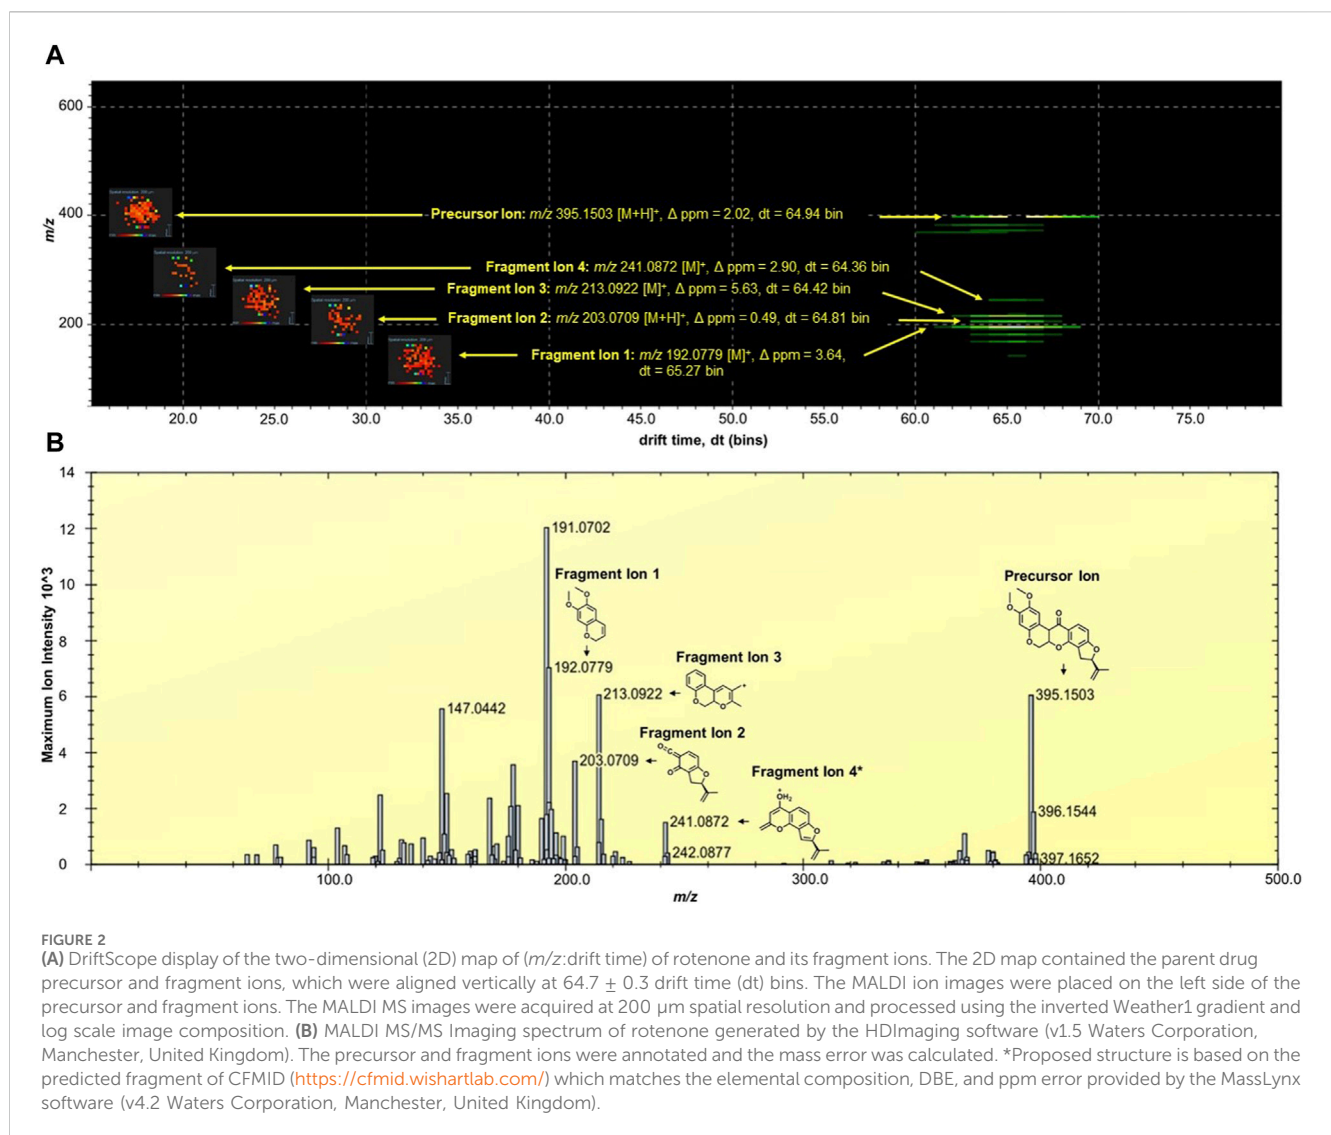 A
600
400
200
m/z
Precursor Ion: m/z 395.1503 [M+H]+, Δ ppm = 2.02, dt = 64.94 bin
Fragment Ion 4: m/z 241.0872 [M]+, Δ ppm = 2.90, dt = 64.36 bin
Fragment Ion 3: m/z 213.0922 [M]+, Δ ppm = 5.63, dt = 64.42 bin
Fragment Ion 2: m/z 203.0709 [M+H]+, Δ ppm = 0.49, dt = 64.81 bin
Fragment Ion 1: m/z 192.0779 [M]+, Δ ppm = 3.64,
dt = 65.27 bin
20.0 25.0 30.0 35.0 40.0 45.0 50.0 55.0 60.0 65.0 70.0 75.0
drift time, dt (bins)
B
14
12
10
8
6
4
2
0
Maximum Ion Intensity 10^3
191.0702
Fragment Ion 1
192.0779
Fragment Ion 3
213.0922
147.0442
Fragment Ion 2
203.0709
Fragment Ion 4*
241.0872
242.0877
Precursor Ion
395.1503
396.1544
397.1652
100.0 200.0 300.0 400.0 500.0
m/z
FIGURE 2
(A) DriftScope display of the two-dimensional (2D) map of (m/z:drift time) of rotenone and its fragment ions. The 2D map contained the parent drug
precursor and fragment ions, which were aligned vertically at 64.7 ± 0.3 drift time (dt) bins. The MALDI ion images were placed on the left side of the
precursor and fragment ions. The MALDI MS images were acquired at 200 μm spatial resolution and processed using the inverted Weather1 gradient and
log scale image composition. (B) MALDI MS/MS Imaging spectrum of rotenone generated by the HDImaging software (v1.5 Waters Corporation,
Manchester, United Kingdom). The precursor and fragment ions were annotated and the mass error was calculated. *Proposed structure is based on the
predicted fragment of CFMID (https://cfmid.wishartlab.com/) which matches the elemental composition, DBE, and ppm error provided by the MassLynx
software (v4.2 Waters Corporation, Manchester, United Kingdom).